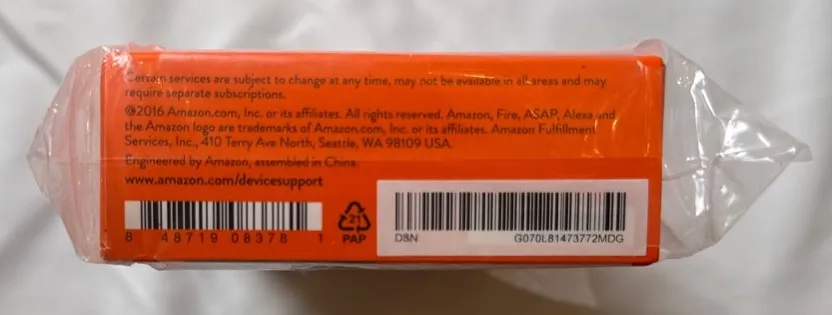 Certain services are subject to change at any time, may not be available in all areas and may
require separate subscriptions.
©2016 Amazon.com, Inc. or its affiliates. All rights reserved. Amazon, Fire, ASAP, Alexa and
the Amazon logo are trademarks of Amazon.com, Inc. or its affiliates. Amazon Fulfillment
Services, Inc., 410 Terry Ave North, Seattle, WA 98109 USA.
Engineered by Amazon, assembled in China.
www.amazon.com/devicesupport
8 48719 08378 1
21
PAP
DSN G070L81473772MDG